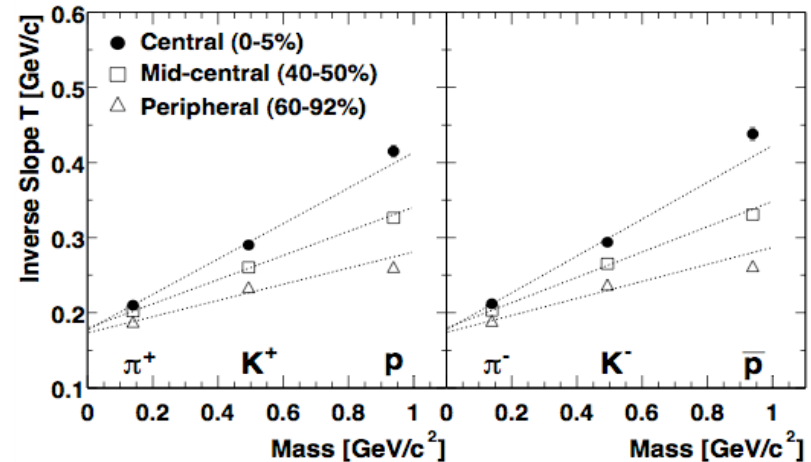 Inverse Slope T [GeV/c]
0.6
0.5
0.4
0.3
0.2
0.1
Central (0-5%)
Mid-central (40-50%)
Peripheral (60-92%)
π⁺ K⁺ p
π⁻ K⁻ p̅
0 0.2 0.4 0.6 0.8 1
0 0.2 0.4 0.6 0.8 1
Mass [GeV/c²]
Mass [GeV/c²]